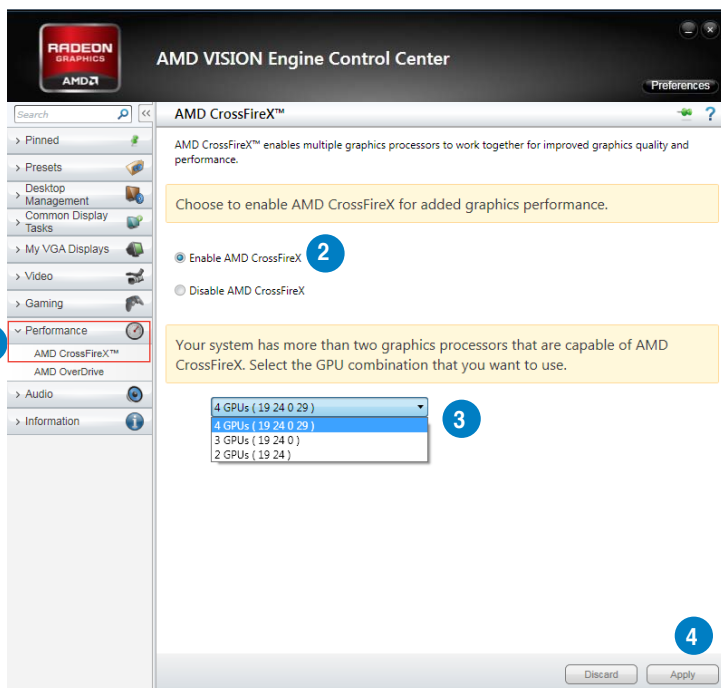 RADEON
GRAPHICS
AMD
AMD VISION Engine Control Center
Preferences
Search
<<
AMD CrossFireX™
?
> Pinned
> Presets
> Desktop
Management
> Common Display
Tasks
> My VGA Displays
> Video
> Gaming
Performance
AMD CrossFireX™
AMD OverDrive
> Audio
> Information
AMD CrossFireX™ enables multiple graphics processors to work together for improved graphics quality and
performance.
Choose to enable AMD CrossFireX for added graphics performance.
Enable AMD CrossFireX
2
Disable AMD CrossFireX
Your system has more than two graphics processors that are capable of AMD
CrossFireX. Select the GPU combination that you want to use.
4 GPUs ( 19 24 0 29 )
4 GPUs ( 19 24 0 29 )
3 GPUs ( 19 24 0 )
2 GPUs ( 19 24 )
3
4
Discard
Apply